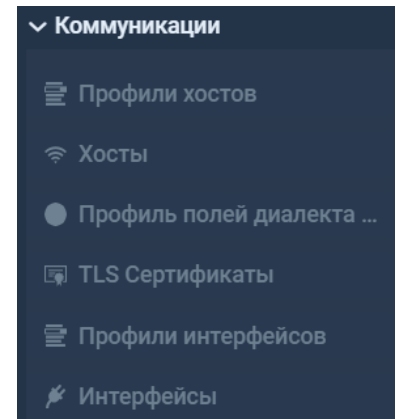 Коммуникации
Профили хостов
Хосты
Профиль полей диалекта ...
TLS Сертификаты
Профили интерфейсов
Интерфейсы